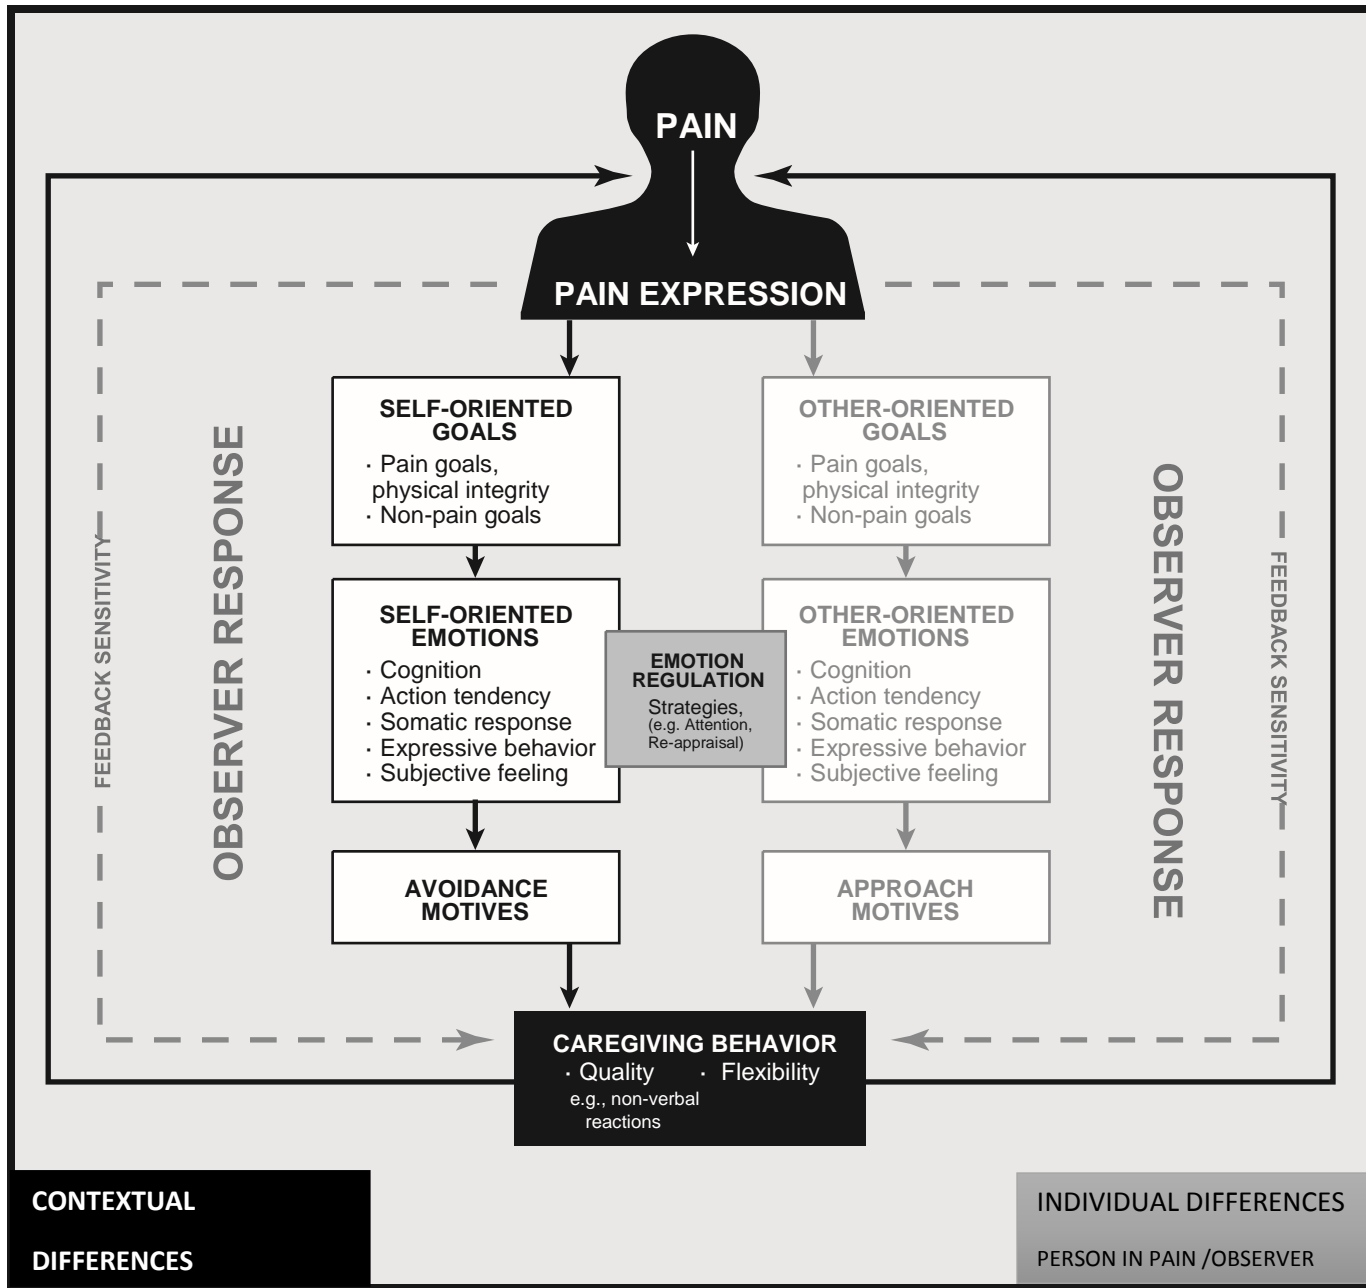 PAIN
PAIN EXPRESSION
SELF-ORIENTED
GOALS
· Pain goals,
physical integrity
· Non-pain goals
OTHER-ORIENTED
GOALS
· Pain goals,
physical integrity
· Non-pain goals
FEEDBACK SENSITIVITY
OBSERVER RESPONSE
OBSERVER RESPONSE
FEEDBACK SENSITIVITY
SELF-ORIENTED
EMOTIONS
· Cognition
· Action tendency
· Somatic response
· Expressive behavior
· Subjective feeling
EMOTION
REGULATION
Strategies,
(e.g. Attention,
Re-appraisal)
OTHER-ORIENTED
EMOTIONS
· Cognition
· Action tendency
· Somatic response
· Expressive behavior
· Subjective feeling
AVOIDANCE
MOTIVES
APPROACH
MOTIVES
CAREGIVING BEHAVIOR
· Quality · Flexibility
e.g., non-verbal
reactions
CONTEXTUAL
DIFFERENCES
INDIVIDUAL DIFFERENCES
PERSON IN PAIN /OBSERVER